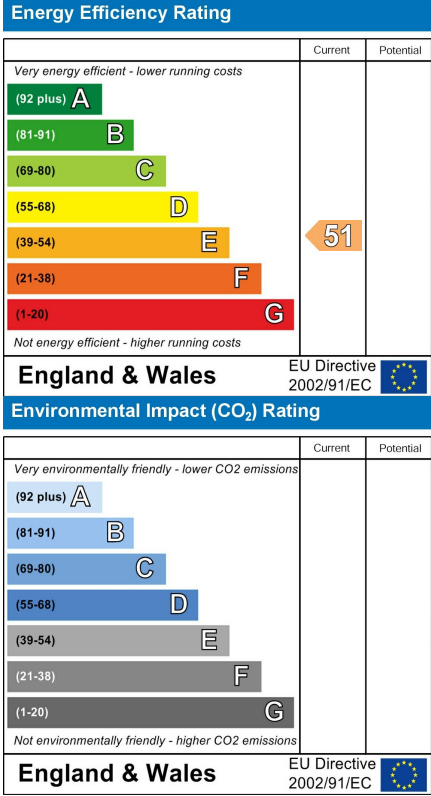 Energy Efficiency Rating
Current Potential
Very energy efficient - lower running costs
(92 plus) A
(81-91) B
(69-80) C
(55-68) D
(39-54) E
51
(21-38) F
(1-20) G
Not energy efficient - higher running costs
England & Wales
EU Directive
2002/91/EC
Environmental Impact (CO₂) Rating
Current Potential
Very environmentally friendly - lower CO2 emissions
(92 plus) A
(81-91) B
(69-80) C
(55-68) D
(39-54) E
(21-38) F
(1-20) G
Not environmentally friendly - higher CO2 emissions
England & Wales
EU Directive
2002/91/EC